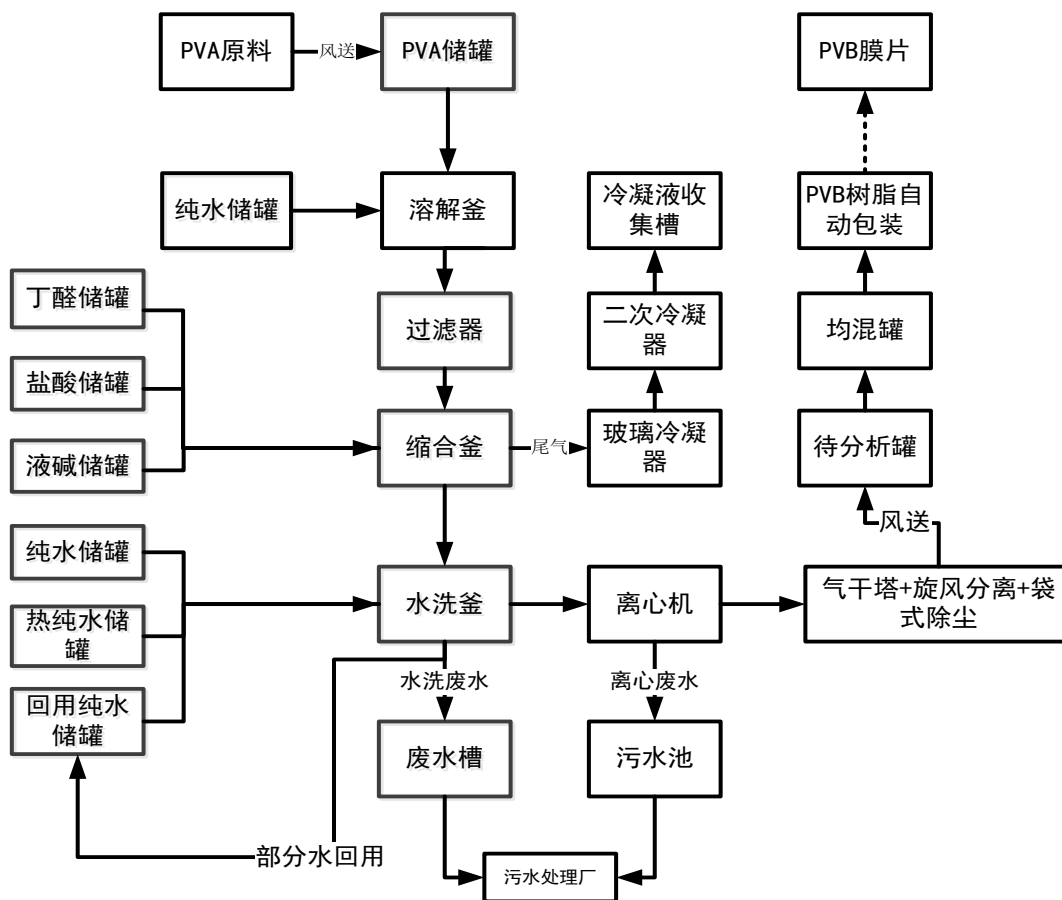 PVA原料
风送
PVA储罐
PVB膜片
纯水储罐
溶解釜
冷凝液收
集槽
PVB树脂自
动包装
丁醛储罐
过滤器
二次冷凝
器
均混罐
盐酸储罐
缩合釜
尾气
玻璃冷凝
器
待分析罐
液碱储罐
风送
纯水储罐
水洗釜
离心机
气干塔+旋风分离+袋
式除尘
热纯水储
罐
水洗废水
离心废水
回用纯水
储罐
废水槽
污水池
部分水回用
污水处理厂